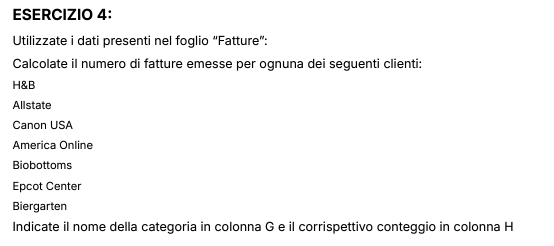 ESERCIZIO 4:
Utilizzate i dati presenti nel foglio “Fatture”:
Calcolate il numero di fatture emesse per ognuna dei seguenti clienti:
H&B
Allstate
Canon USA
America Online
Biobottoms
Epcot Center
Biergarten
Indicate il nome della categoria in colonna G e il corrispettivo conteggio in colonna H